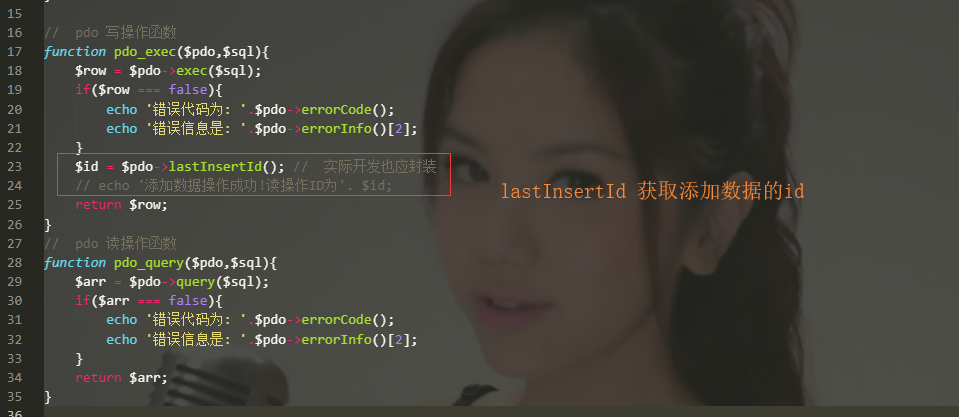 15
16 // pdo 写操作函数
17 function pdo_exec($pdo,$sql){
18 $row = $pdo->exec($sql);
19 if($row === false){
20 echo '错误代码为: '.$pdo->errorCode();
21 echo '错误信息是: '.$pdo->errorInfo()[2];
22 }
23 $id = $pdo->lastInsertId(); // 实际开发也应封装
24 // echo '添加数据操作成功!读操作ID为'. $id;
lastInsertId 获取添加数据的id
25 return $row;
26 }
27 // pdo 读操作函数
28 function pdo_query($pdo,$sql){
29 $arr = $pdo->query($sql);
30 if($arr === false){
31 echo '错误代码为: '.$pdo->errorCode();
32 echo '错误信息是: '.$pdo->errorInfo()[2];
33 }
34 return $arr;
35 }
36